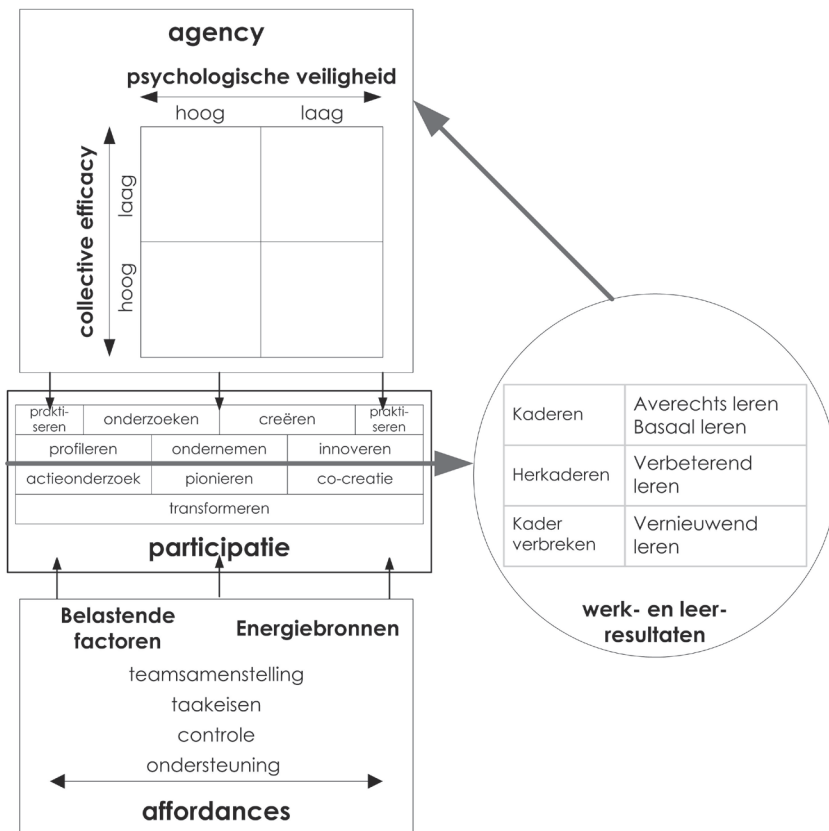 agency
psychologische veiligheid
hoog laag
collective efficacy
laag
hoog
prakti-
seren
onderzoeken
creëren
prakti-
seren
profileren ondernemen innoveren
actieonderzoek pionieren co-creatie
transformeren
participatie
Belastende
factoren
Energiebronnen
teamsamenstelling
taakeisen
controle
ondersteuning
affordances
Kaderen
Averechts leren
Basaal leren
Herkaderen
Verbeterend
leren
Kader
verbreken
Vernieuwend
leren
werk- en leer-
resultaten